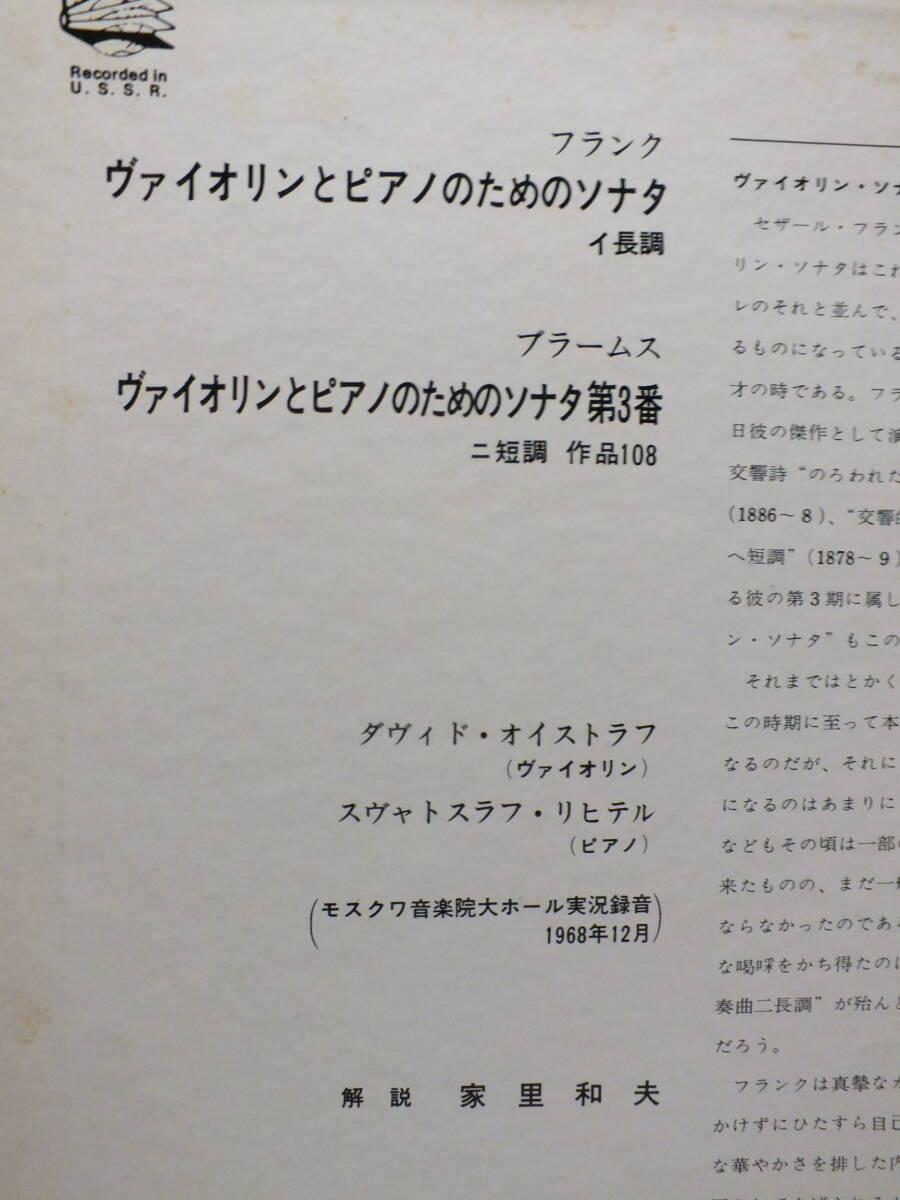 Recorded in
U. S. S. R.
フランク
ヴァイオリンとピアノのためのソナタ
イ長調
ブラームス
ヴァイオリンとピアノのためのソナタ第3番
ニ短調 作品108
ダヴィド・オイストラフ
(ヴァイオリン)
スヴャトスラフ・リヒテル
(ピアノ)
(モスクワ音楽院大ホール実況録音
1968年12月)
解説 家里和夫
ヴァイオリン・ソナ
セザール・フラン
リン・ソナタはこれ
レのそれと並んで、
るものになっている
才の時である。フラ
日彼の傑作として演
交響詩“のろわれた
(1886～8)、“交響的
ヘ短調”(1878～9)
る彼の第3期に属し
ン・ソナタ”もこの
それまではとかく
この時期に至って本
なるのだが、それに
になるのはあまりに
などもその頃は一部の
来たものの、まだ一般
ならなかったのである
な喝采をかち得たのは
奏曲ニ長調”が殆んど
だろう。
フランクは真摯なカ
かけずにひたすら自己
な華やかさを排した内